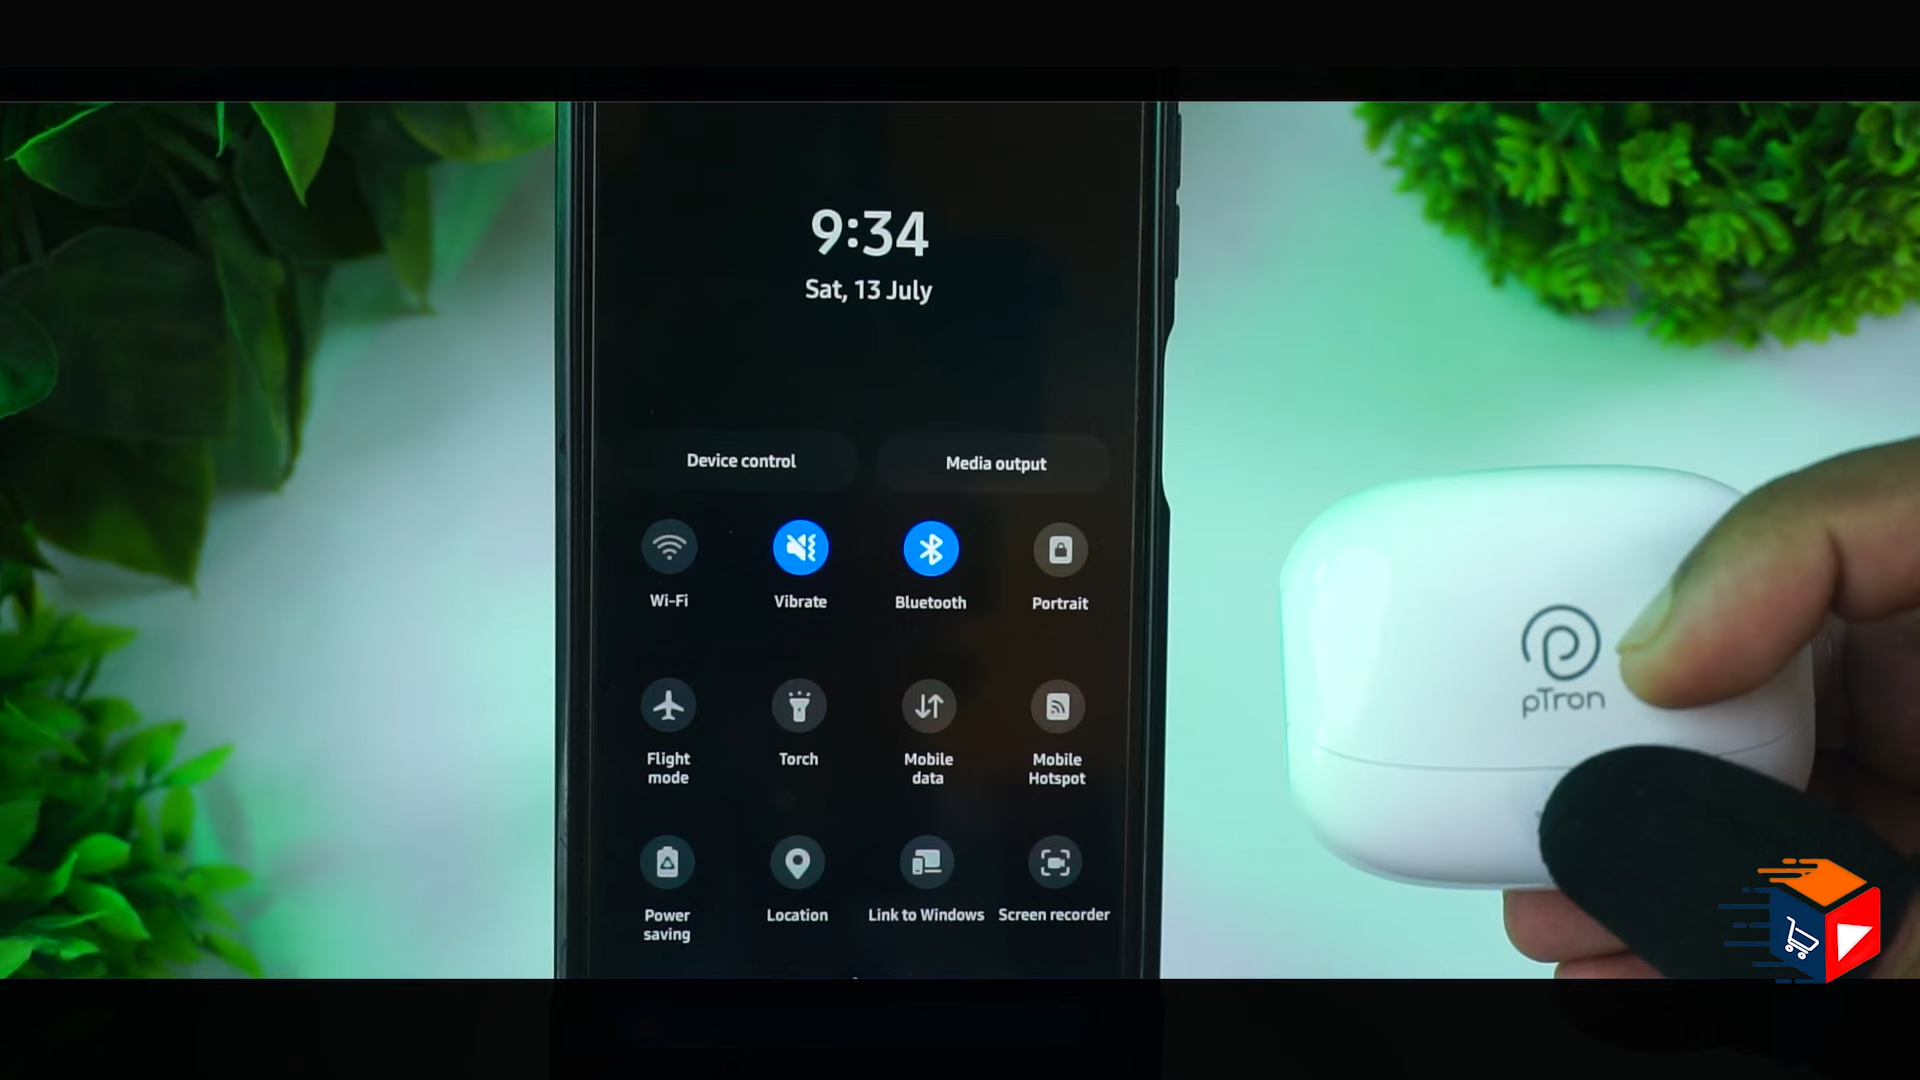 9:34
Sat, 13 July
Device control
Media output
Wi-Fi
Vibrate
Bluetooth
Portrait
Flight
mode
Torch
Mobile
data
Mobile
Hotspot
Power
saving
Location
Link to Windows
Screen recorder
pTron